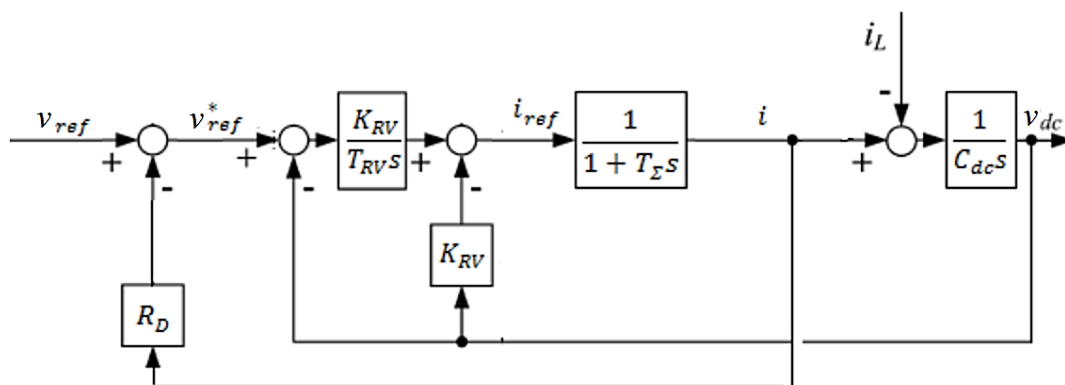 i_L
v_ref
v*_ref
K_RV
T_RV s
i_ref
1
1 + T_Σ s
i
1
C_dc s
v_dc
+
-
+
-
+
-
+
-
K_RV
R_D